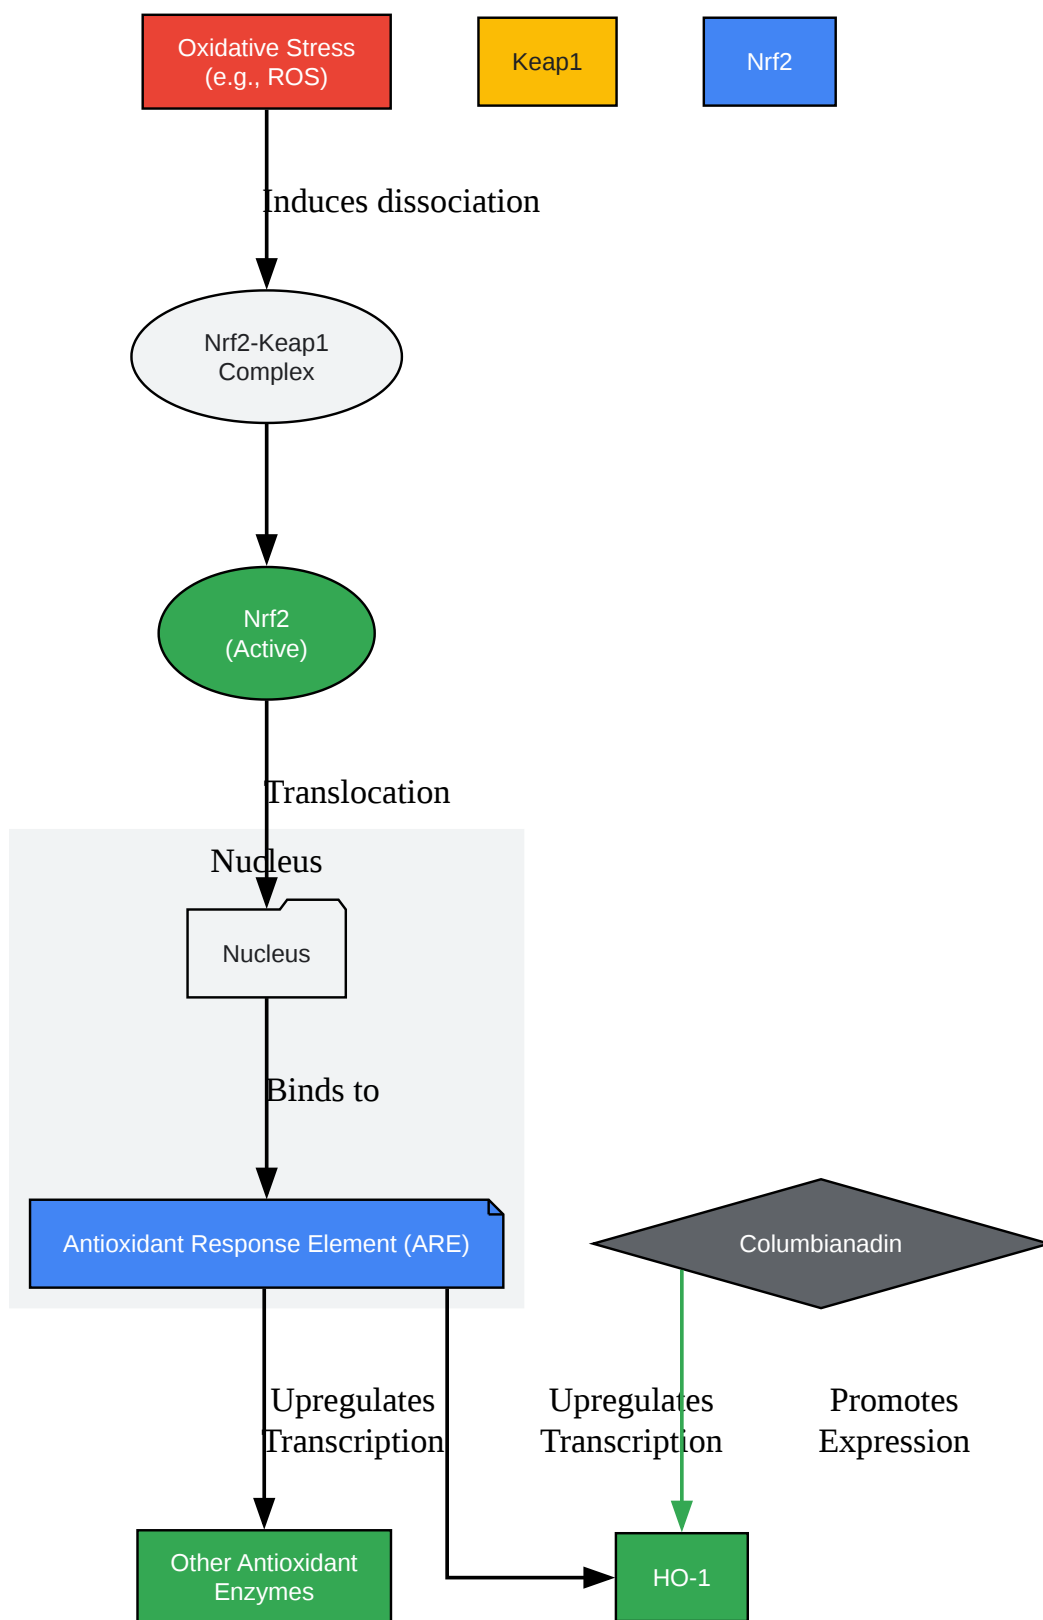 Oxidative Stress
(e.g., ROS)
Keap1
Nrf2
Induces dissociation
Nrf2-Keap1
Complex
Nrf2
(Active)
Translocation
Nucleus
Nucleus
Binds to
Antioxidant Response Element (ARE)
Columbianadin
Upregulates
Transcription
Upregulates
Transcription
Promotes
Expression
Other Antioxidant
Enzymes
HO-1